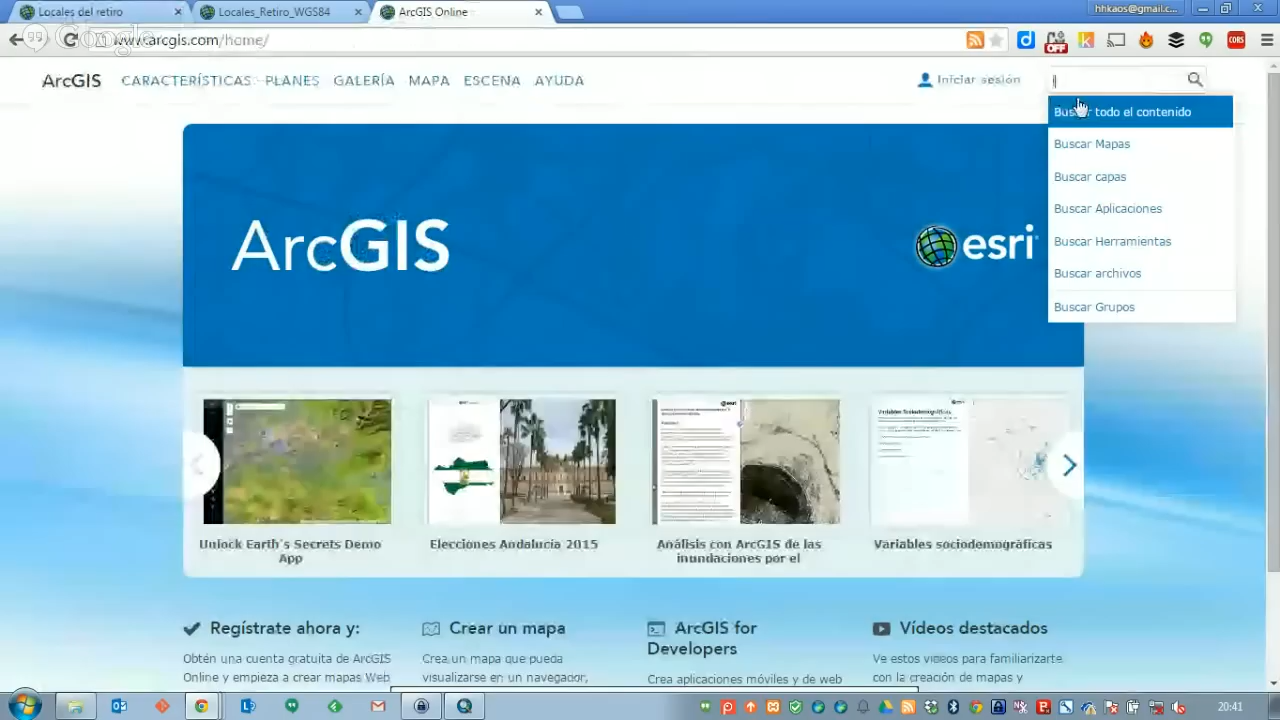 Locales del retiro
Locales_Retiro_WGS84
ArcGIS Online
hhkaos@gmail.c...
Google
www.arcgis.com/home/
OFF
CORS
ArcGIS
CARACTERÍSTICAS
PLANES
GALERÍA
MAPA
ESCENA
AYUDA
Iniciar sesión
Buscar todo el contenido
Buscar Mapas
Buscar capas
Buscar Aplicaciones
Buscar Herramientas
Buscar archivos
Buscar Grupos
ArcGIS
esri
Unlock Earth's Secrets Demo
App
Elecciones Andalucía 2015
Análisis con ArcGIS de las
inundaciones por el
Variables sociodemográficas
Regístrate ahora y:
Obtén una cuenta gratuita de ArcGIS
Online y empieza a crear mapas Web
Crear un mapa
Crea un mapa que pueda
visualizarse en un navegador,
ArcGIS for
Developers
Crea aplicaciones móviles y de web
Vídeos destacados
Ve estos vídeos para familiarizarte
con la creación de mapas y
20:41